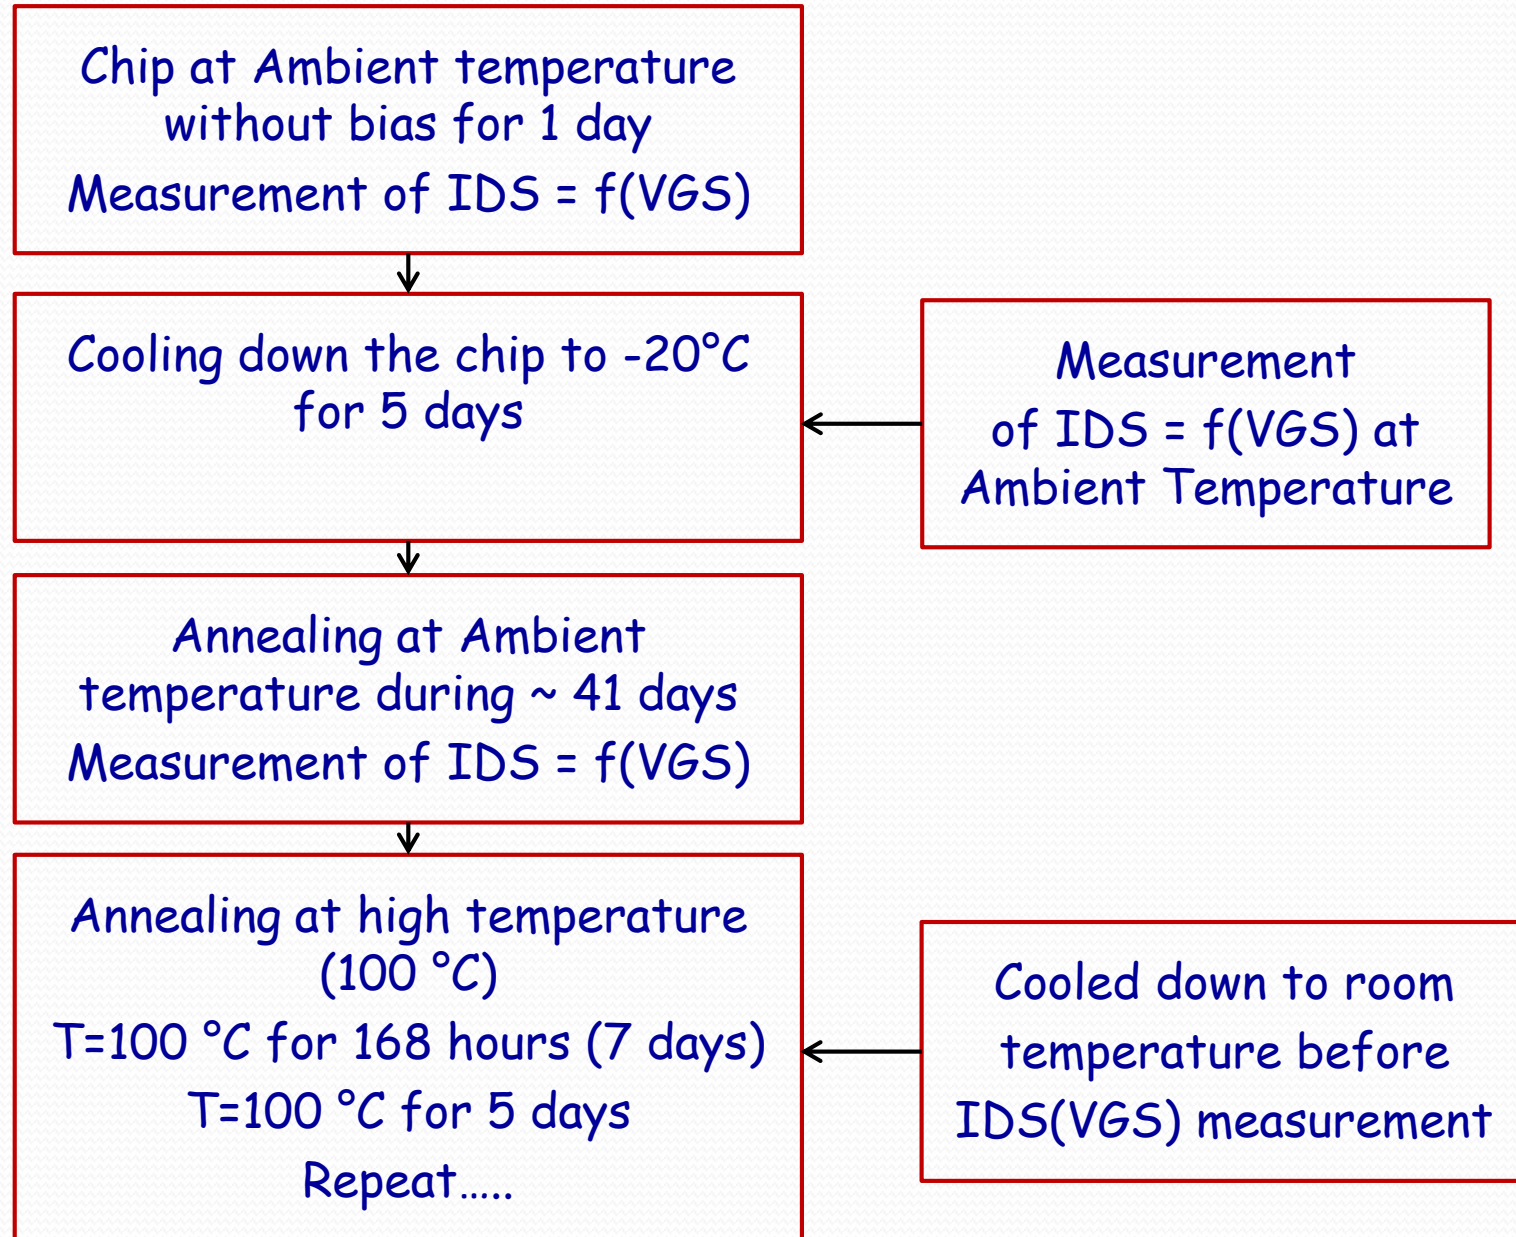 Chip at Ambient temperature
without bias for 1 day
Measurement of IDS = f(VGS)
Cooling down the chip to -20°C
for 5 days
Measurement
of IDS = f(VGS) at
Ambient Temperature
Annealing at Ambient
temperature during ~ 41 days
Measurement of IDS = f(VGS)
Annealing at high temperature
(100 °C)
T=100 °C for 168 hours (7 days)
T=100 °C for 5 days
Repeat.....
Cooled down to room
temperature before
IDS(VGS) measurement